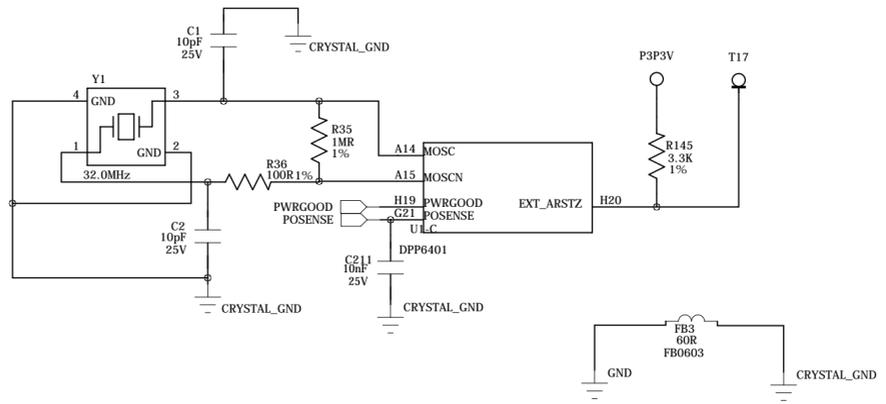 C1
10pF
25V
CRYSTAL_GND
P3P3V
T17
Y1
4
GND
3
1
GND
2
32.0MHz
R35
1MR
1%
R36
100R1%
A14
MOSC
A15
MOSCN
H19
PWRGOOD
G21
POSENSE
PWRGOOD
POSENSE
EXT_ARSTZ
H20
U1-C
DPP6401
R145
3.3K
1%
C2
10pF
25V
C211
10nF
25V
CRYSTAL_GND
CRYSTAL_GND
FB3
60R
FB0603
GND
CRYSTAL_GND